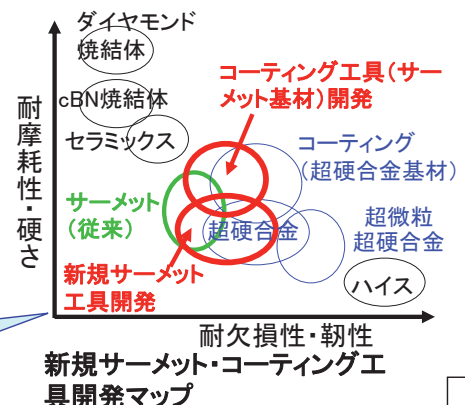 ダイヤモンド
焼結体
cBN焼結体
セラミックス
コーティング工具(サー
メット基材)開発
コーティング
(超硬合金基材)
サーメット
(従来)
超硬合金
超微粒
超硬合金
新規サーメット
工具開発
ハイス
耐摩耗性・硬さ
耐欠損性・靭性
新規サーメット・コーティング工
具開発マップ